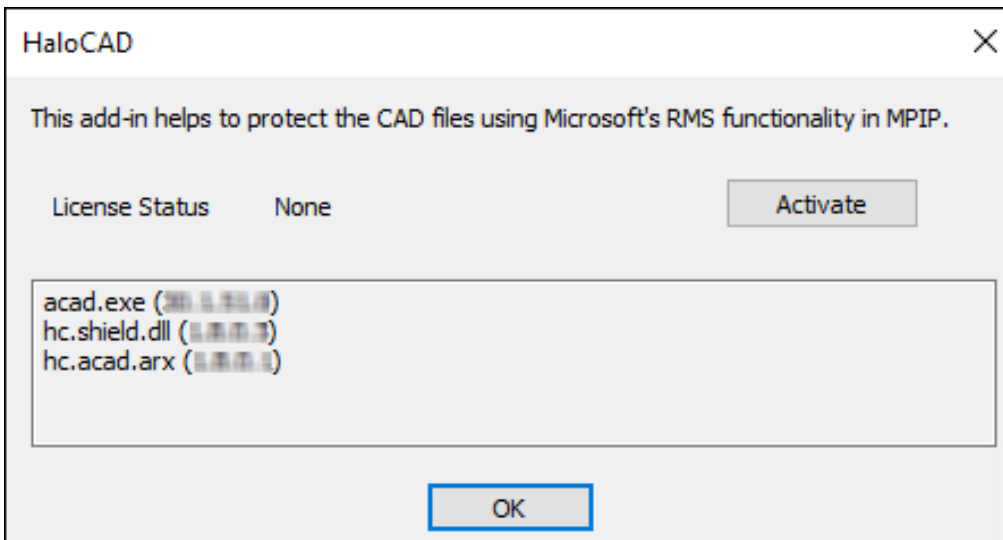 HaloCAD
This add-in helps to protect the CAD files using Microsoft's RMS functionality in MPIP.
License Status None Activate
acad.exe ()
hc.shield.dll ()
hc.acad.arx ()
OK